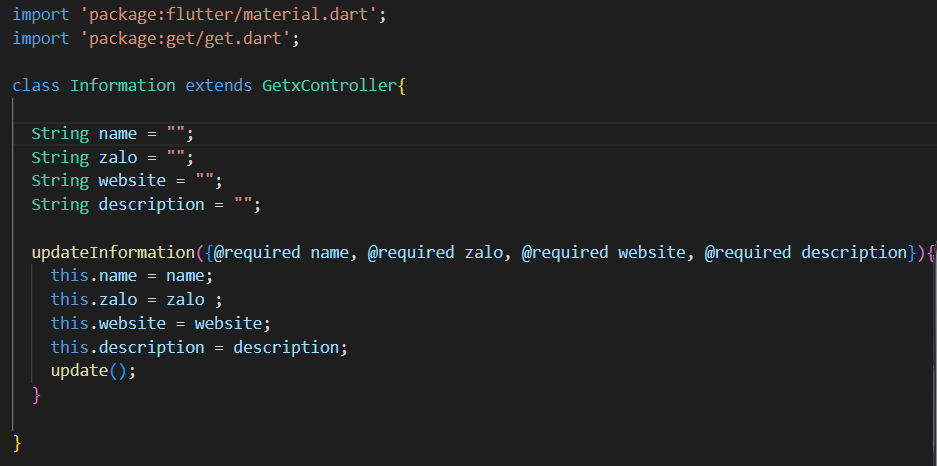 import 'package:flutter/material.dart';
import 'package:get/get.dart';
class Information extends GetxController{
String name = "";
String zalo = "";
String website = "";
String description = "";
updateInformation({@required name, @required zalo, @required website, @required description}){
this.name = name;
this.zalo = zalo ;
this.website = website;
this.description = description;
update();
}
}